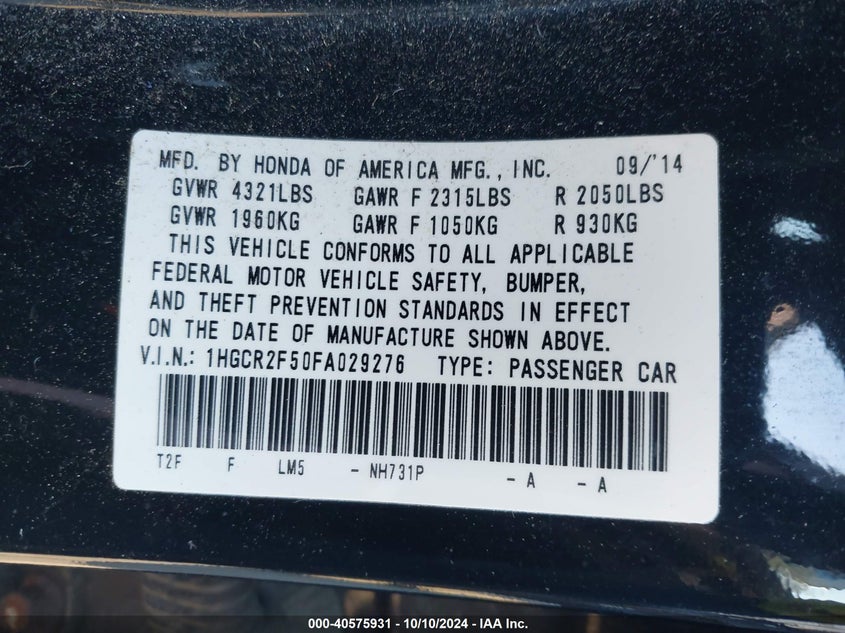 MFD. BY HONDA OF AMERICA MFG., INC. 09/'14
GVWR 4321LBS GAWR F 2315LBS R 2050LBS
GVWR 1960KG GAWR F 1050KG R 930KG
THIS VEHICLE CONFORMS TO ALL APPLICABLE
FEDERAL MOTOR VEHICLE SAFETY, BUMPER,
AND THEFT PREVENTION STANDARDS IN EFFECT
ON THE DATE OF MANUFACTURE SHOWN ABOVE.
V.I.N.: 1HGCR2F50FA029276 TYPE: PASSENGER CAR
T2F F LM5 - NH731P - A - A
000-40575931 - 10/10/2024 - IAA Inc.